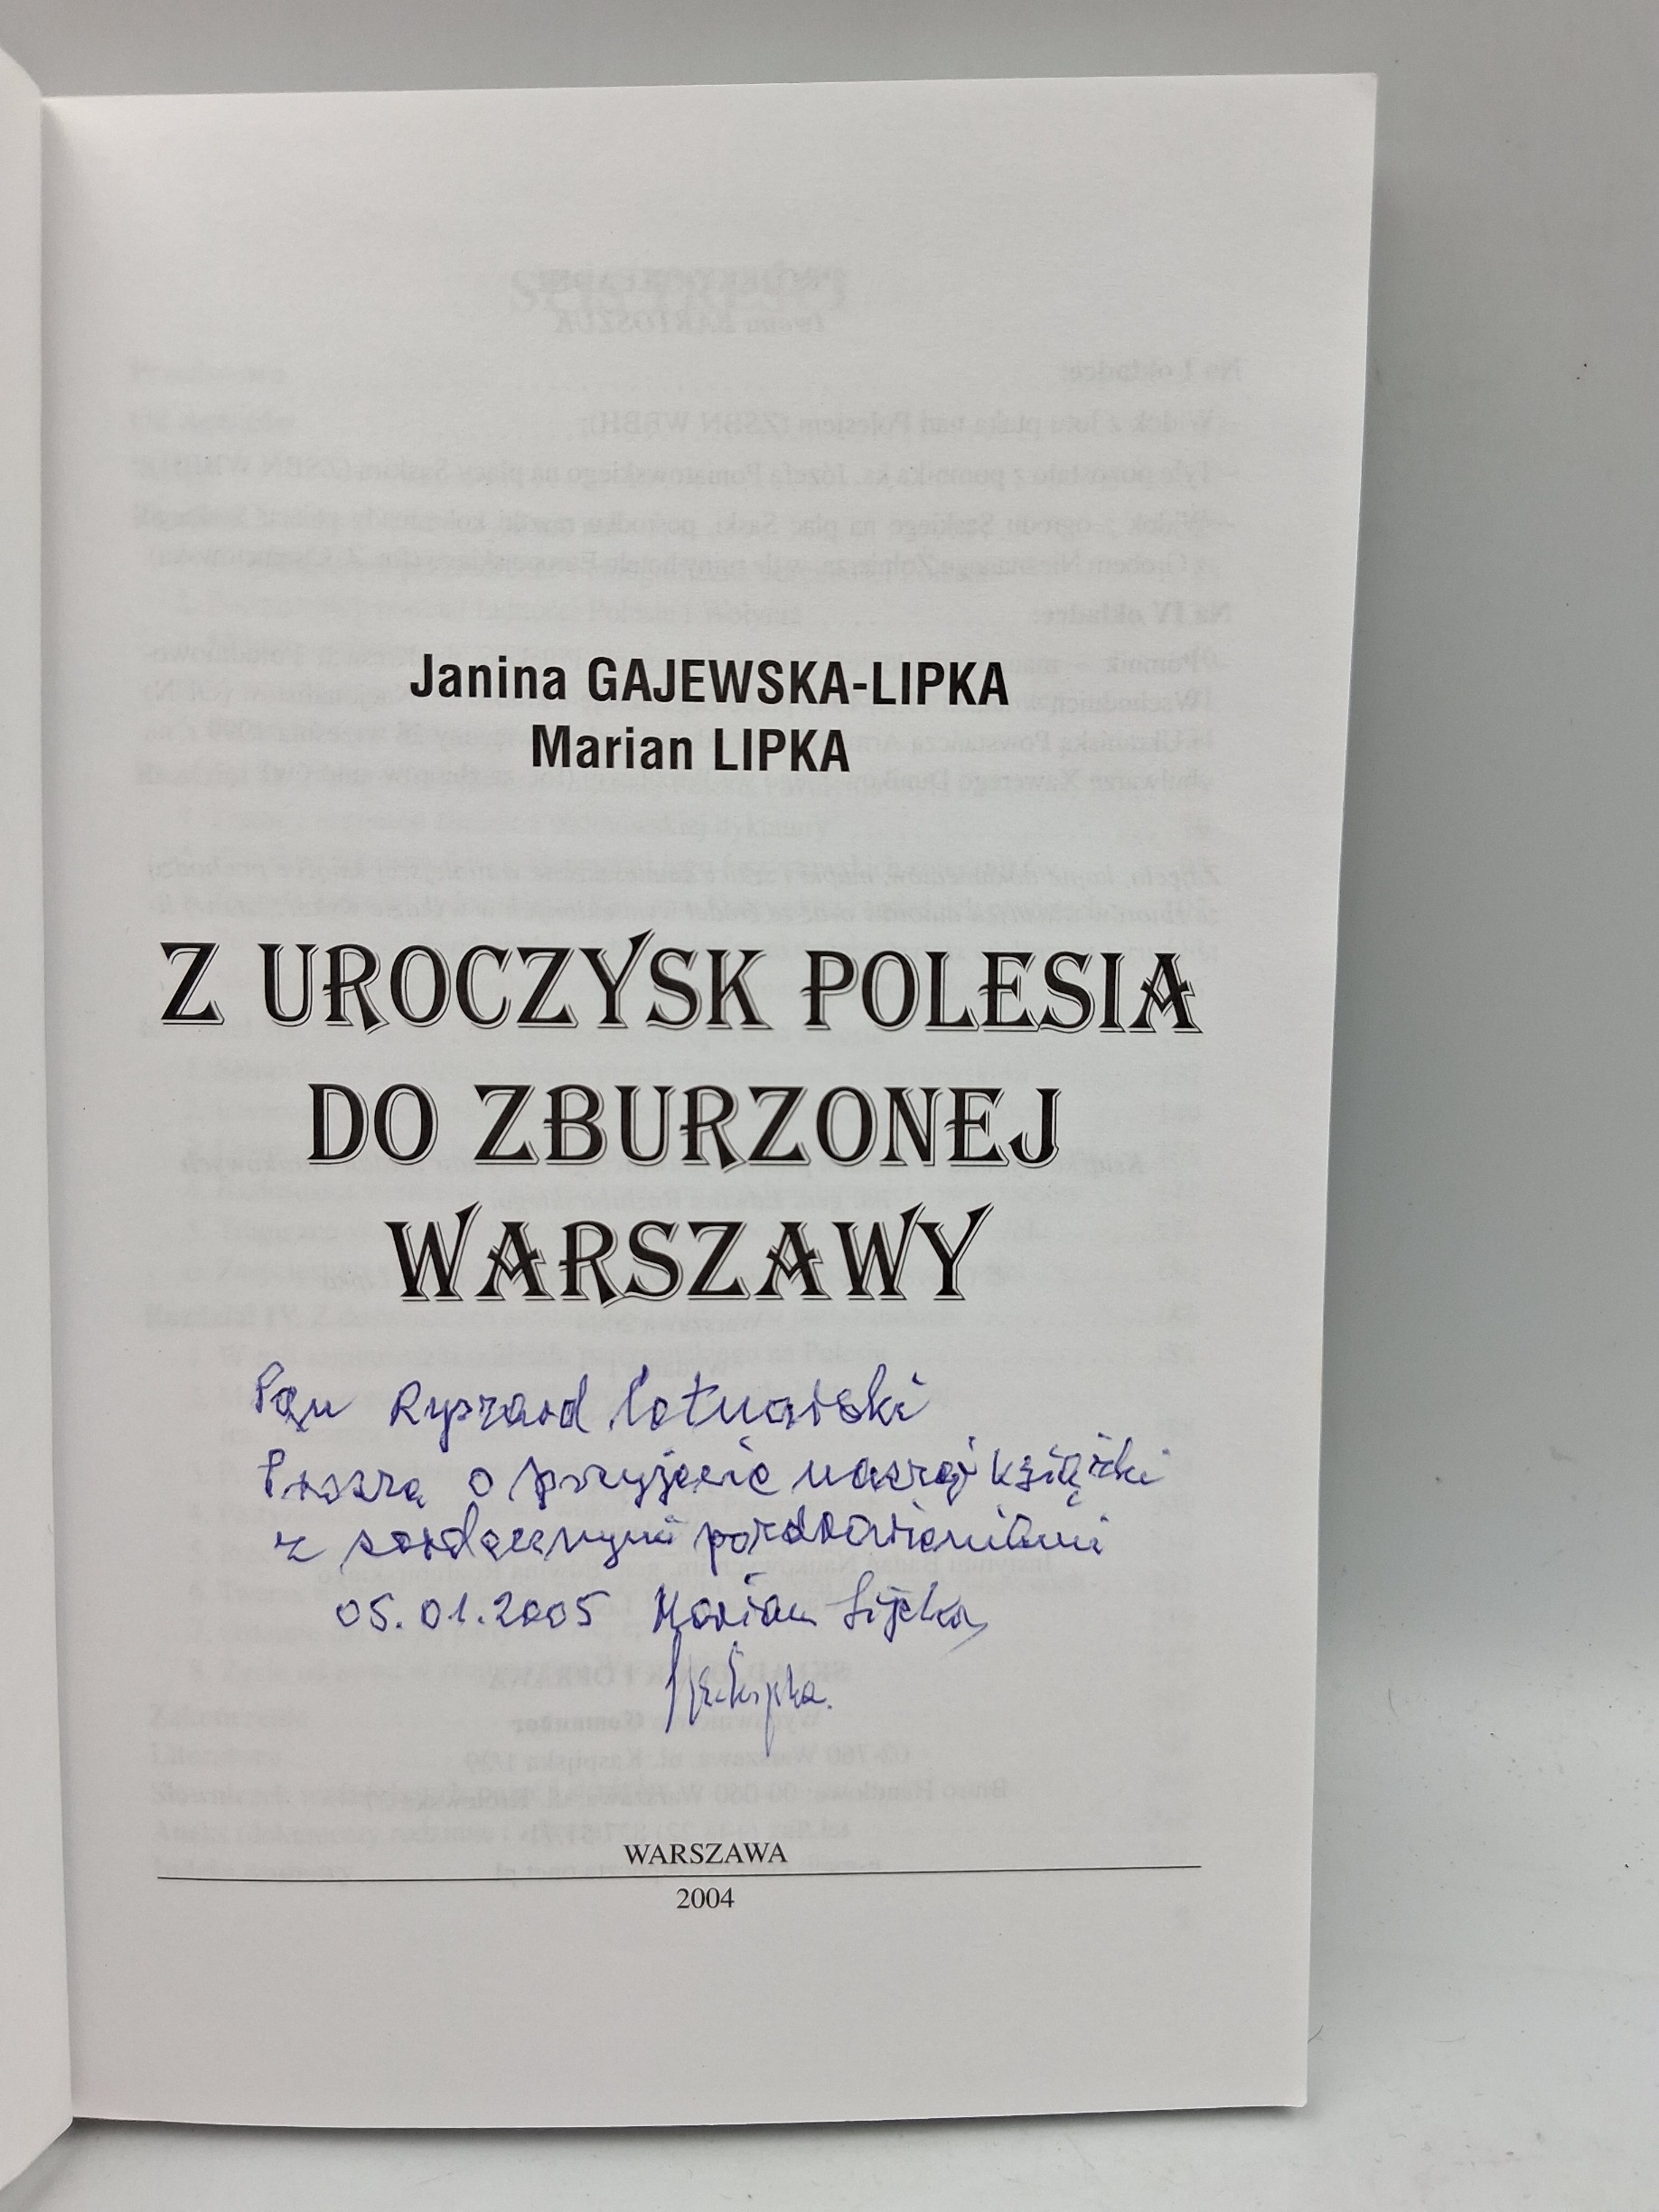 Janina GAJEWSKA-LIPKA
Marian LIPKA
Z UROCZYSK POLESIA
DO ZBURZONEJ
WARSZAWY
Pan Ryszard
Proszę o przyjęcie naszej książki
z serdecznymi pozdrowieniami
05.01.2005 Marian Lipka
WARSZAWA
2004